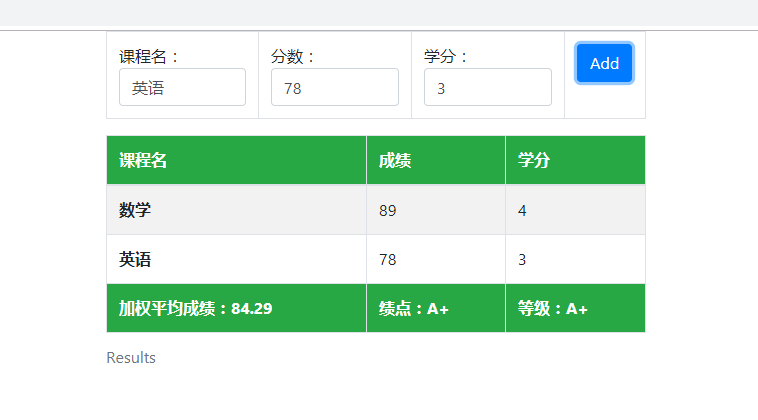 课程名： 分数： 学分：
英语 78 3 Add
课程名 成绩 学分
数学 89 4
英语 78 3
加权平均成绩：84.29 绩点：A+ 等级：A+
Results